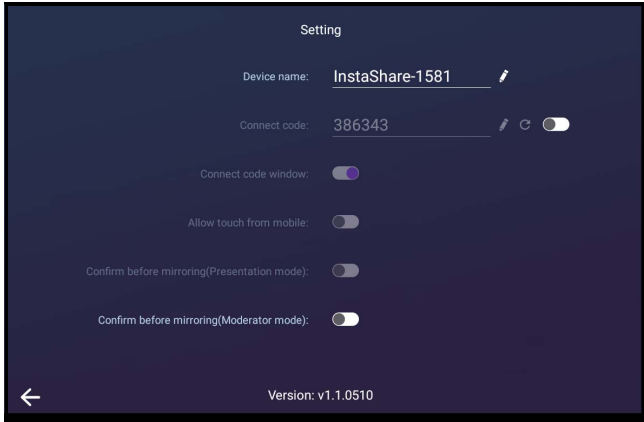 Setting
Device name: InstaShare-1581
Connect code: 386343
Connect code window:
Allow touch from mobile:
Confirm before mirroring(Presentation mode):
Confirm before mirroring(Moderator mode):
Version: v1.1.0510